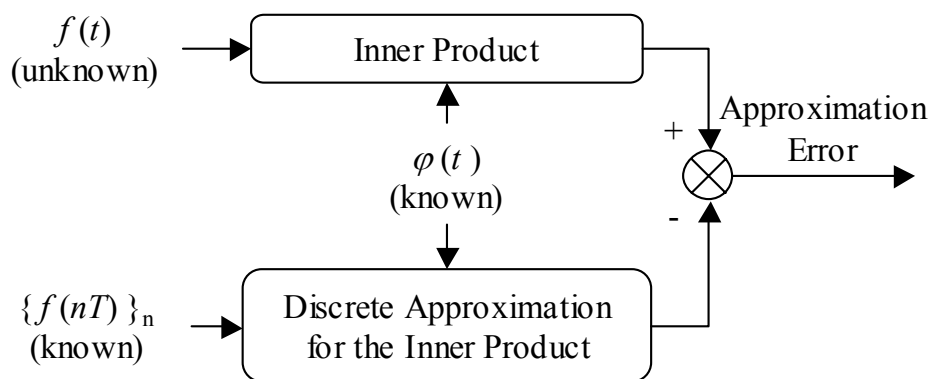 f(t)
(unknown)
Inner Product
Approximation
Error
+
φ(t)
(known)
-
{f(nT)}n
(known)
Discrete Approximation
for the Inner Product